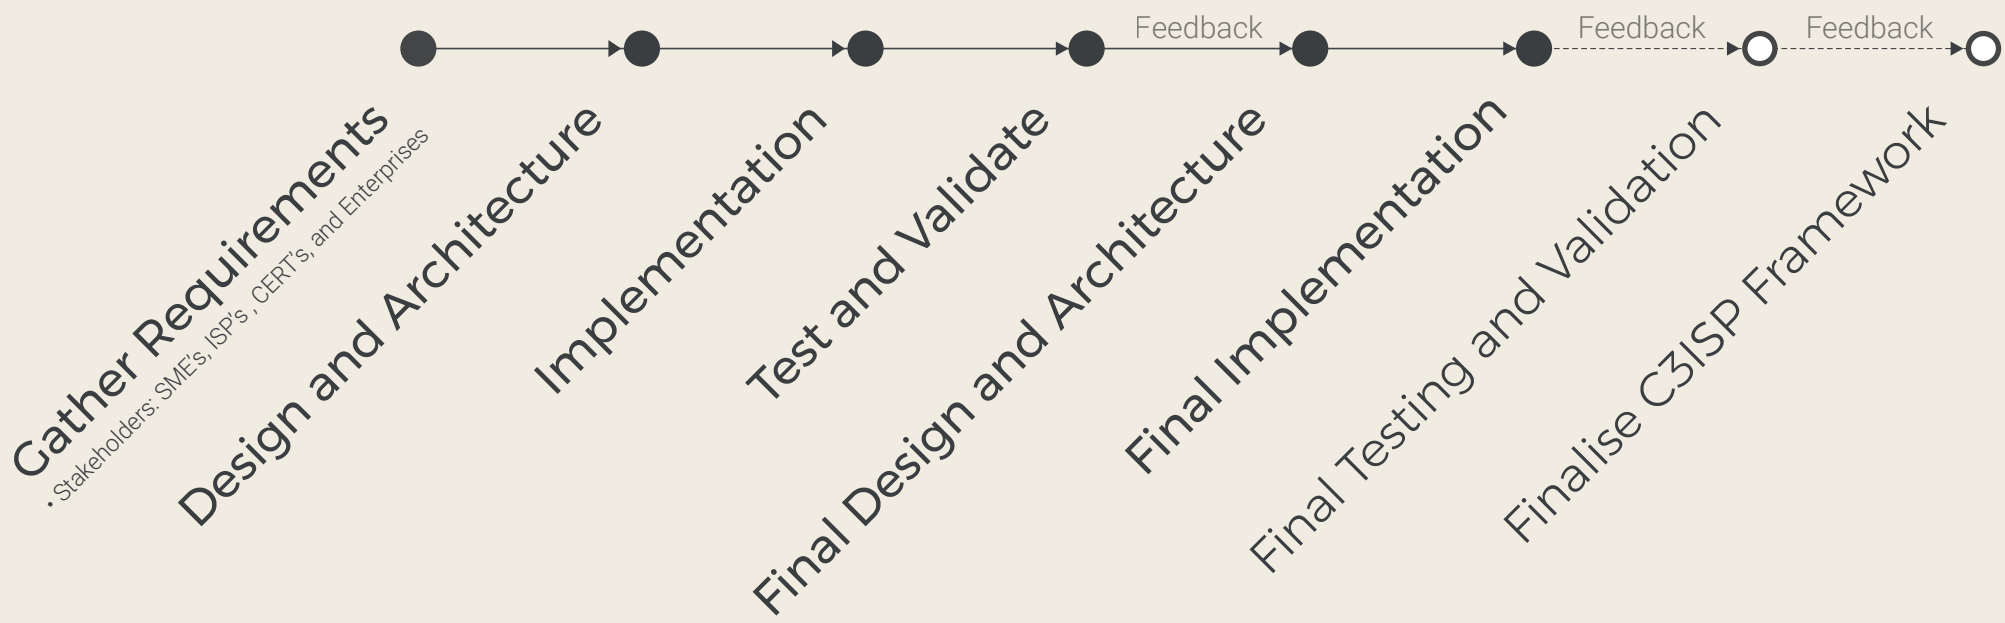 Feedback
Feedback
Feedback
Gather Requirements
• Stakeholders: SME's, ISP's , CERT's, and Enterprises
Design and Architecture
Implementation
Test and Validate
Final Design and Architecture
Final Implementation
Final Testing and Validation
Finalise C3ISP Framework